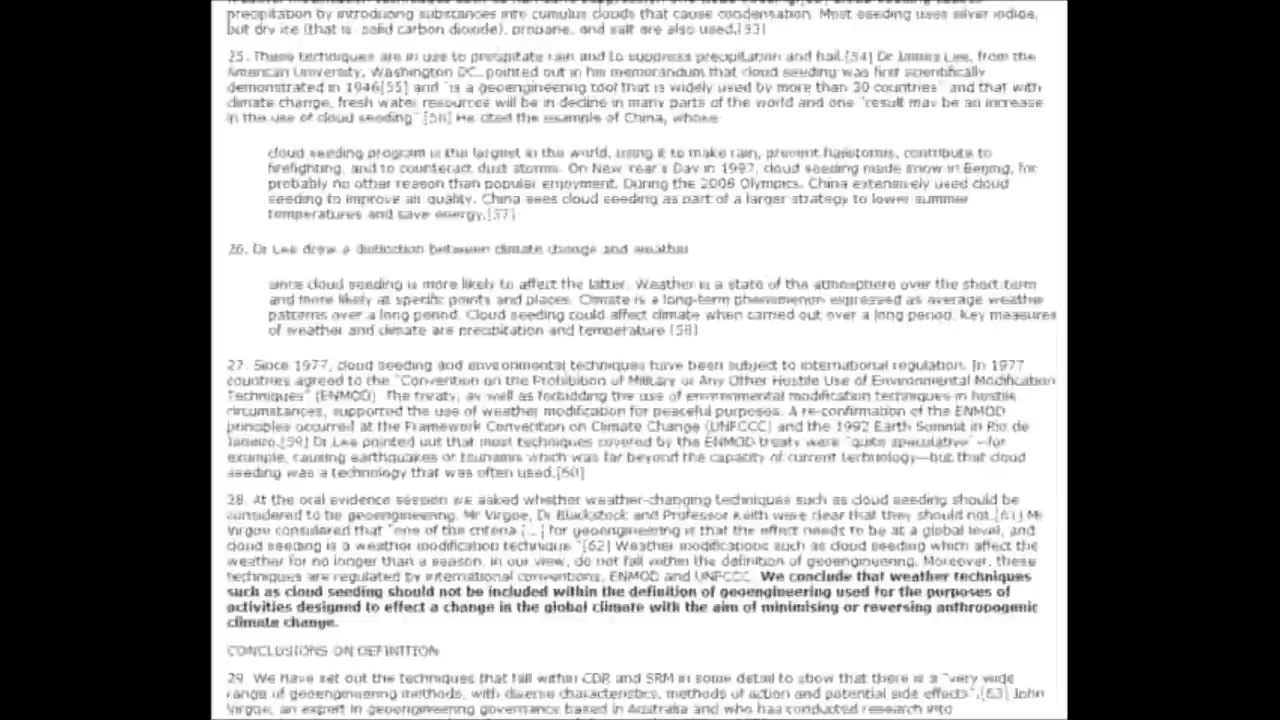 precipitation by introducing substances into cumulus clouds that cause condensation. Most seeding uses silver iodide,
but dry ice (that is, solid carbon dioxide), propane, and salt are also used.[53]
25. These techniques are in use to precipitate rain and to suppress precipitation and hail.[54] Dr James Lee, from the
American University, Washington DC, pointed out in his memorandum that cloud seeding was first scientifically
demonstrated in 1946[55] and "is a geoengineering tool that is widely used by more than 30 countries" and that with
climate change, fresh water resources will be in decline in many parts of the world and one "result may be an increase
in the use of cloud seeding".[56] He cited the example of China, whose:
cloud seeding program is the largest in the world, using it to make rain, prevent hailstorms, contribute to
firefighting, and to counteract dust storms. On New Year's Day in 1997, cloud seeding made snow in Beijing, for
probably no other reason than popular enjoyment. During the 2008 Olympics, China extensively used cloud
seeding to improve air quality. China sees cloud seeding as part of a larger strategy to lower summer
temperatures and save energy.[57]
26. Dr Lee drew a distinction between climate change and weather
since cloud seeding is more likely to affect the latter. Weather is a state of the atmosphere over the short-term
and more likely at specific points and places. Climate is a long-term phenomenon expressed as average weather
patterns over a long period. Cloud seeding could affect climate when carried out over a long period. Key measures
of weather and climate are precipitation and temperature.[58]
27. Since 1977, cloud seeding and environmental techniques have been subject to international regulation. In 1977
countries agreed to the "Convention on the Prohibition of Military or Any Other Hostile Use of Environmental Modification
Techniques" (ENMOD). The treaty, as well as forbidding the use of environmental modification techniques in hostile
circumstances, supported the use of weather modification for peaceful purposes. A re-confirmation of the ENMOD
principles occurred at the Framework Convention on Climate Change (UNFCCC) and the 1992 Earth Summit in Rio de
Janeiro.[59] Dr Lee pointed out that most techniques covered by the ENMOD treaty were "quite speculative"—for
example, causing earthquakes or tsunamis which was far beyond the capacity of current technology—but that cloud
seeding was a technology that was often used.[60]
28. At the oral evidence session we asked whether weather-changing techniques such as cloud seeding should be
considered to be geoengineering. Mr Virgoe, Dr Blackstock and Professor Keith were clear that they should not.[61] Mr
Virgoe considered that "one of the criteria [...] for geoengineering is that the effect needs to be at a global level, and
cloud seeding is a weather modification technique."[62] Weather modifications such as cloud seeding which affect the
weather for no longer than a season, in our view, do not fall within the definition of geoengineering. Moreover, these
techniques are regulated by international conventions, ENMOD and UNFCCC. We conclude that weather techniques
such as cloud seeding should not be included within the definition of geoengineering used for the purposes of
activities designed to effect a change in the global climate with the aim of minimising or reversing anthropogenic
climate change.
CONCLUSIONS ON DEFINITION
29. We have set out the techniques that fall within CDR and SRM in some detail to show that there is a "very wide
range of geoengineering methods, with diverse characteristics, methods of action and potential side effects".[63] John
Virgoe, an expert in geoengineering governance based in Australia and who has conducted research into